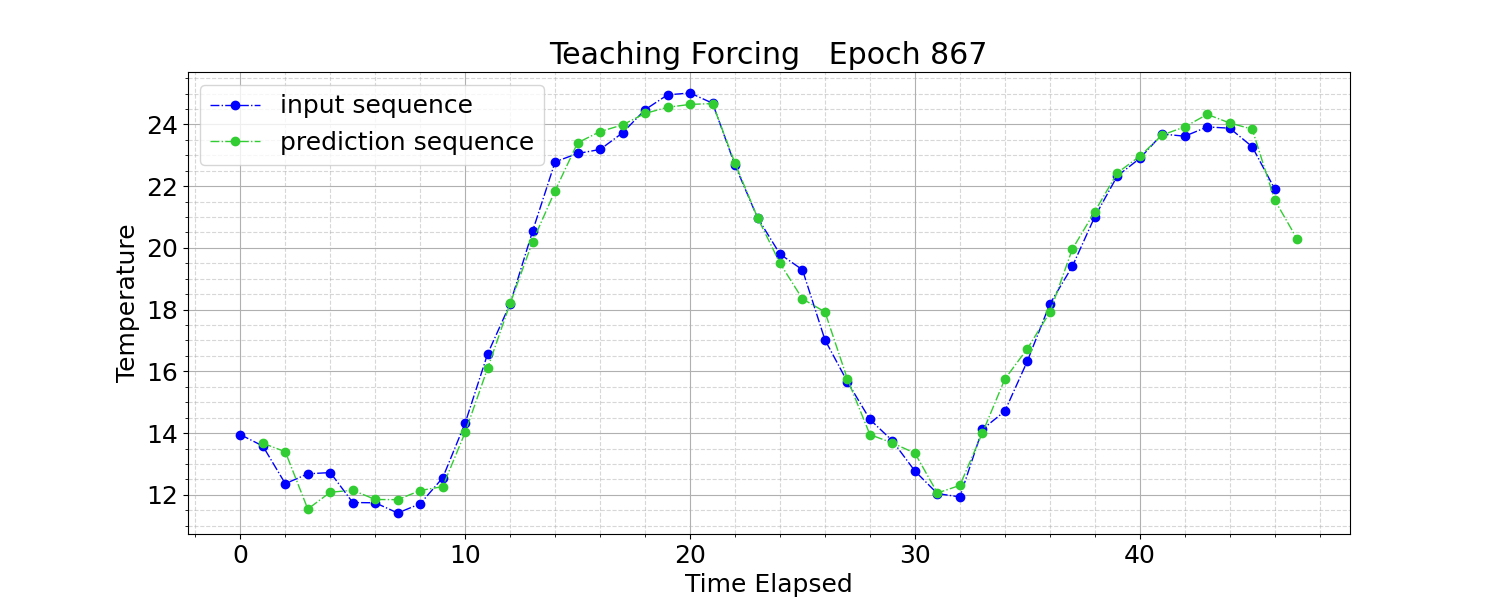 Teaching Forcing   Epoch 867
input sequence
prediction sequence
Temperature
24
22
20
18
16
14
12
0 10 20 30 40
Time Elapsed